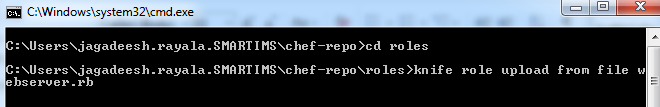 C:\Windows\system32\cmd.exe
C:\Users\jagadeesh.rayala.SMARTIMS\chef-repo>cd roles
C:\Users\jagadeesh.rayala.SMARTIMS\chef-repo\roles>knife role upload from file w
ebserver.rb